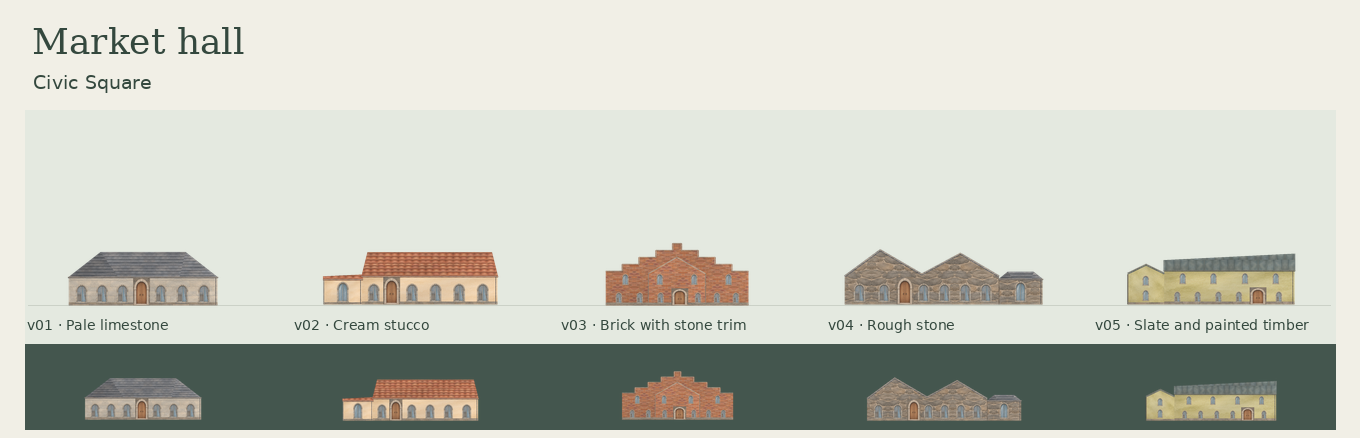 Market hall
Civic Square
v01 · Pale limestone
v02 · Cream stucco
v03 · Brick with stone trim
v04 · Rough stone
v05 · Slate and painted timber